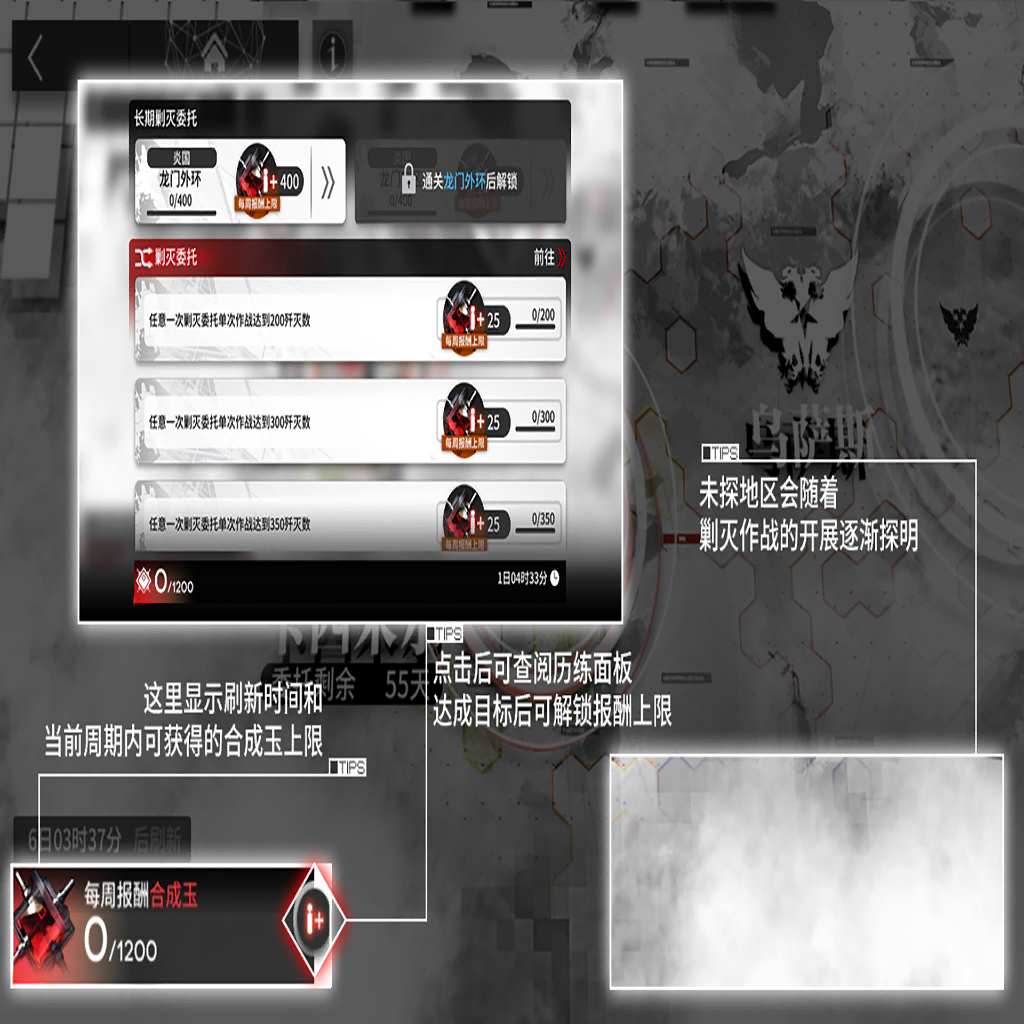 长期剿灭委托
炎国
龙门外环
0/400
+400
每周报酬上限
通关龙门外环后解锁
剿灭委托
前往
任意一次剿灭委托单次作战达到200歼灭数
+25
每周报酬上限
0/200
任意一次剿灭委托单次作战达到300歼灭数
+25
每周报酬上限
0/300
任意一次剿灭委托单次作战达到350歼灭数
+25
每周报酬上限
0/350
0/1200
1日04时33分
乌萨斯
TIPS
未探地区会随着
剿灭作战的开展逐渐探明
TIPS
点击后可查阅历练面板
达成目标后可解锁报酬上限
委托剩余 55天
这里显示刷新时间和
当前周期内可获得的合成玉上限
TIPS
6日03时37分 后刷新
每周报酬合成玉
0/1200